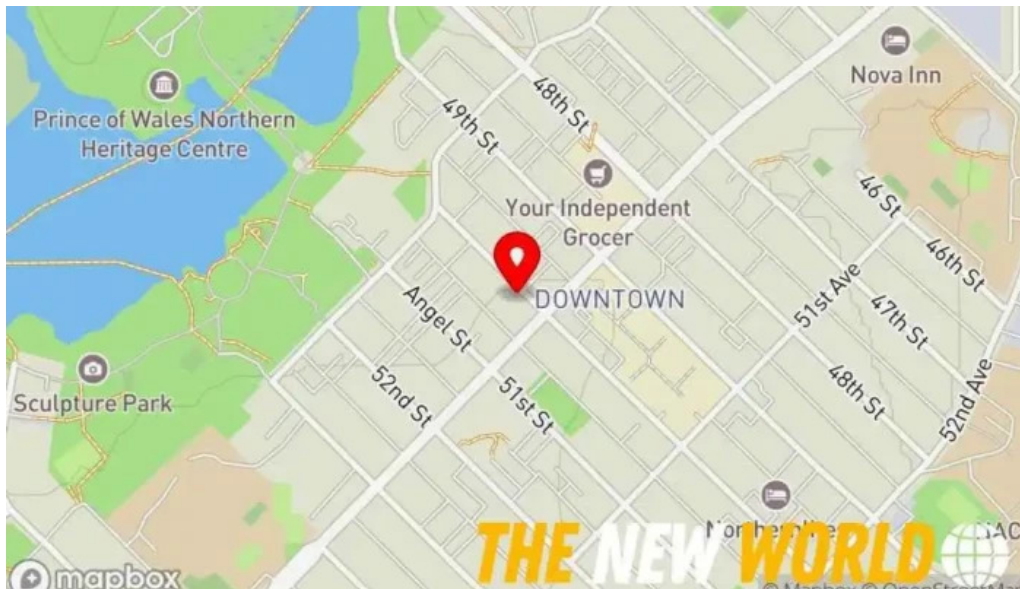 Nova Inn
Prince of Wales Northern
Heritage Centre
48th St
49th St
Your Independent
Grocer
46 St
46th St
DOWNTOWN
51st Ave
47th St
Angel St
52nd St
51st St
48th St
52nd Ave
Sculpture Park
THE NEW WORLD
mapbox
© Mapbox © OpenStreetMap